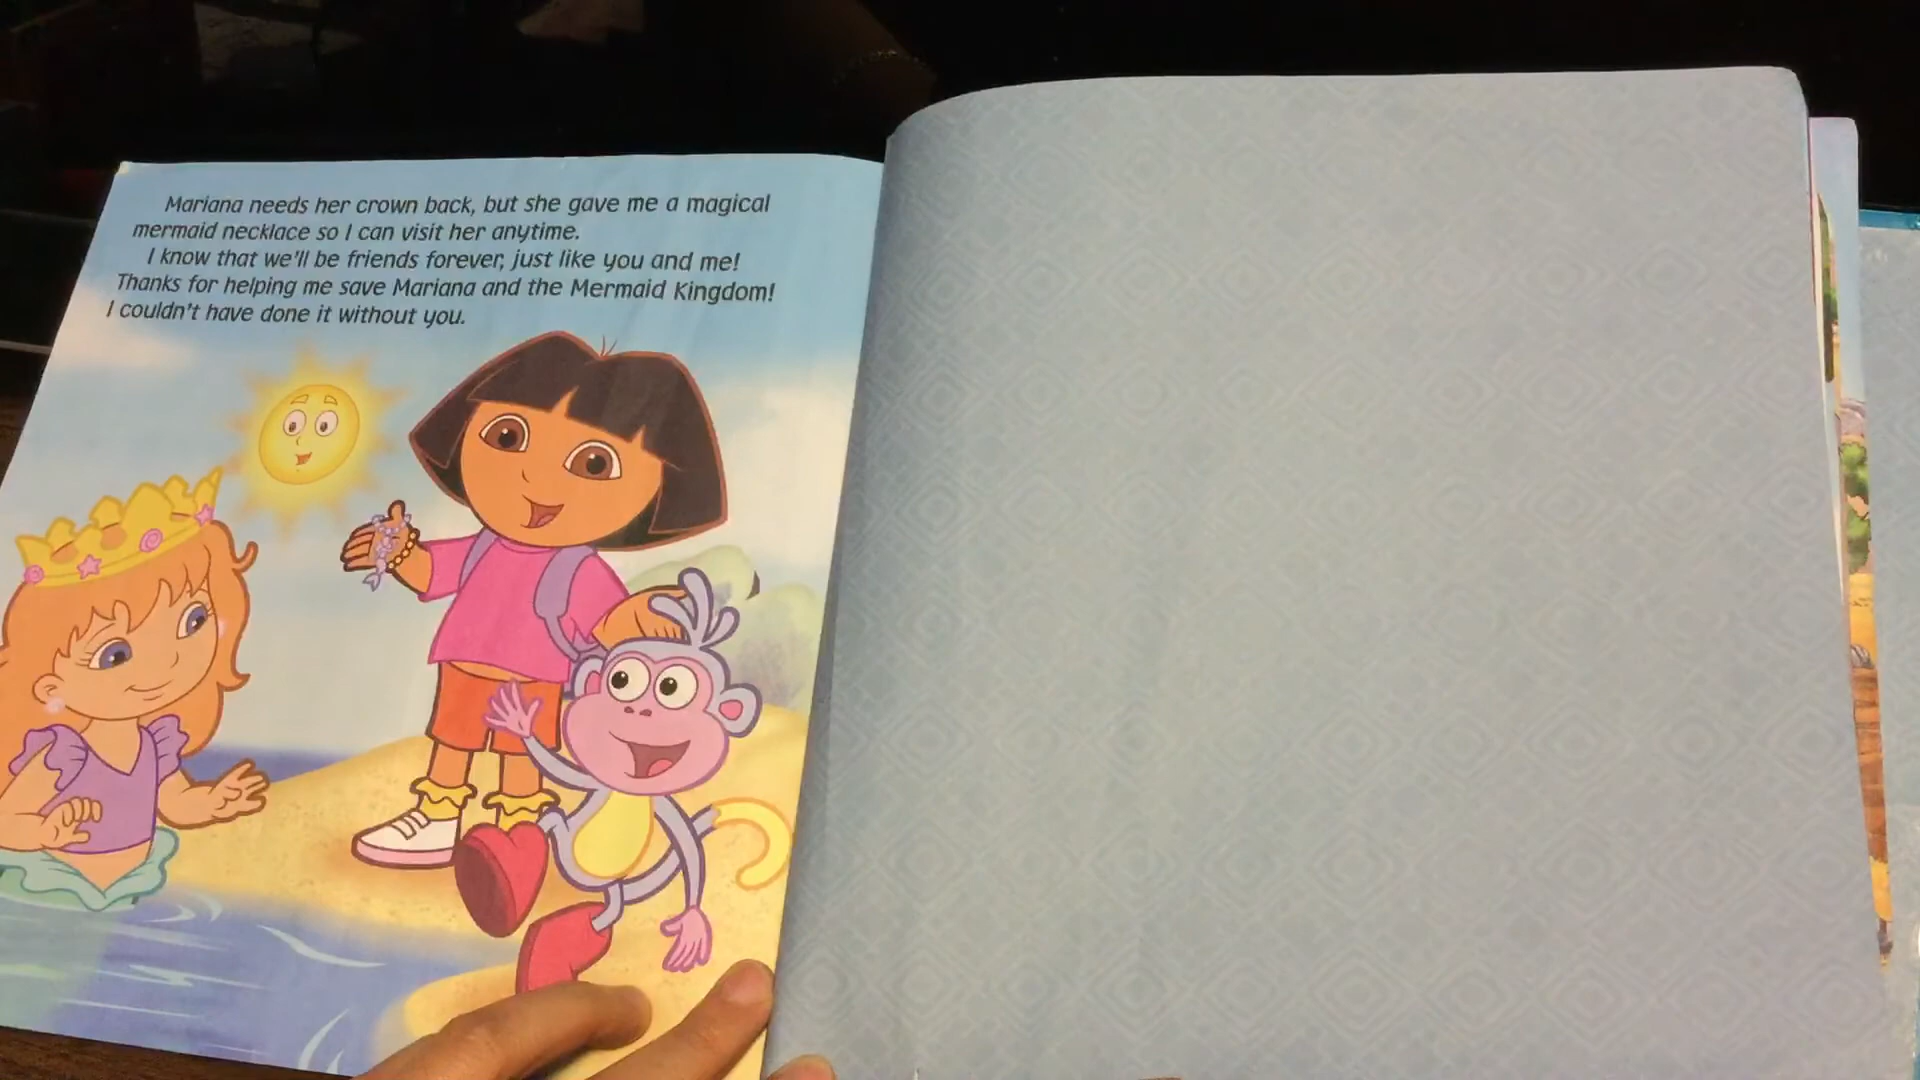 Mariana needs her crown back, but she gave me a magical
mermaid necklace so I can visit her anytime.
I know that we'll be friends forever, just like you and me!
Thanks for helping me save Mariana and the Mermaid Kingdom!
I couldn't have done it without you.